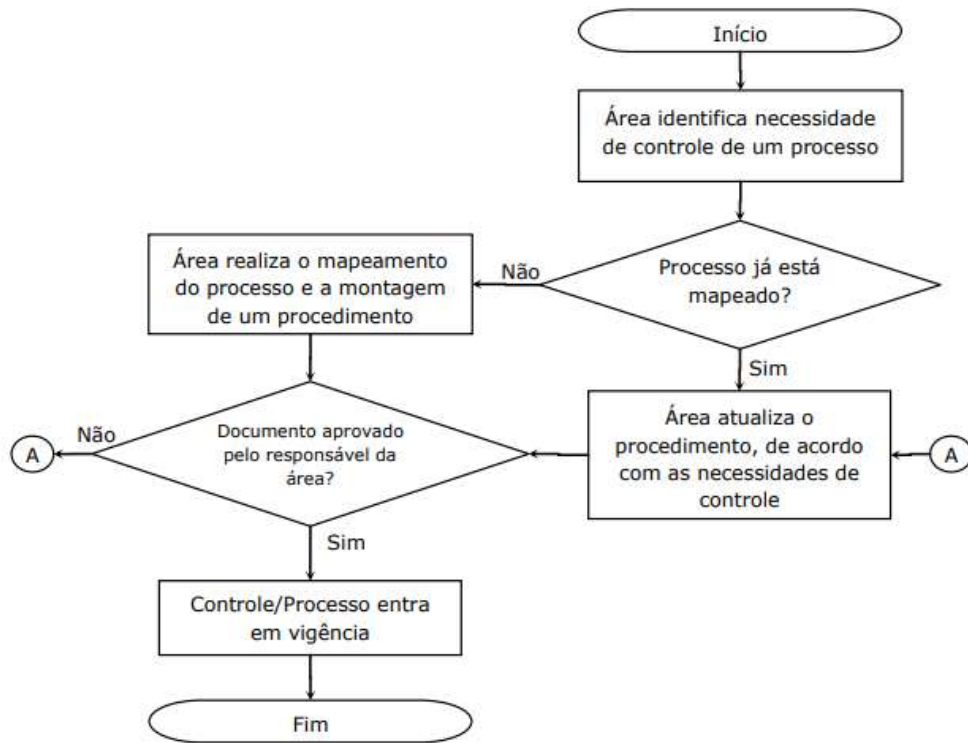 Início
Área identifica necessidade
de controle de um processo
Processo já está
mapeado?
Não
Área realiza o mapeamento
do processo e a montagem
de um procedimento
Sim
Área atualiza o
procedimento, de acordo
com as necessidades de
controle
A
Documento aprovado
pelo responsável da
área?
Não
A
Sim
Controle/Processo entra
em vigência
Fim